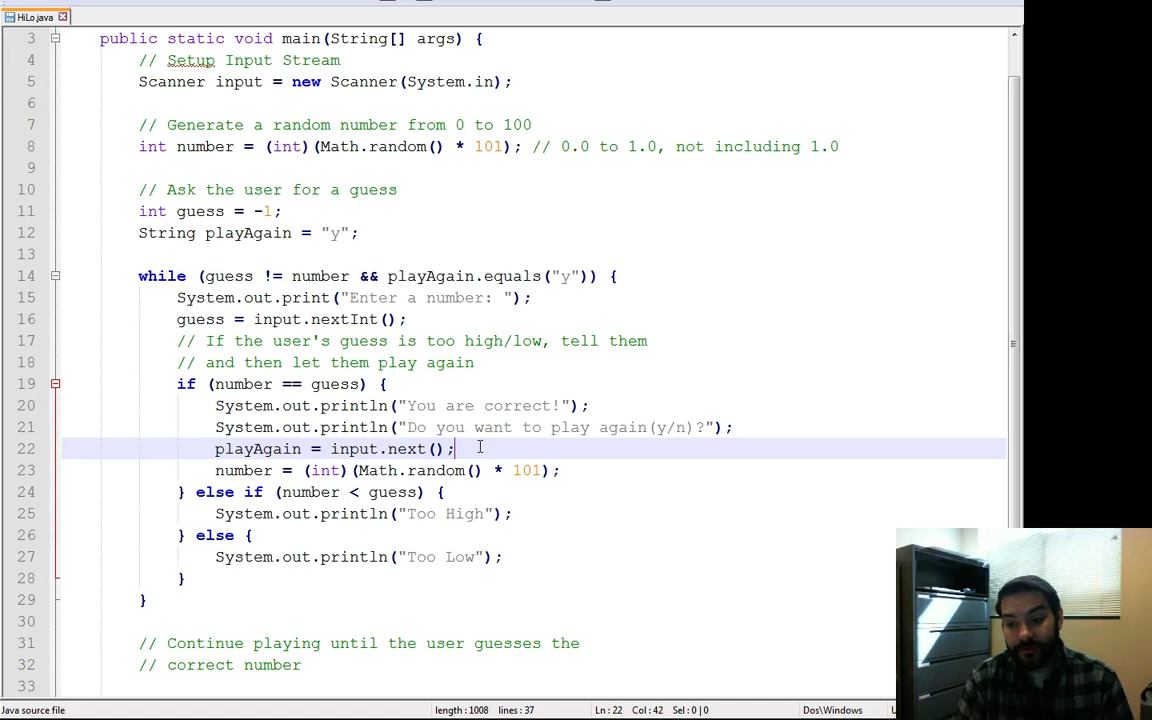 HiLo.java
3 public static void main(String[] args) {
4 // Setup Input Stream
5 Scanner input = new Scanner(System.in);
6
7 // Generate a random number from 0 to 100
8 int number = (int)(Math.random() * 101); // 0.0 to 1.0, not including 1.0
9
10 // Ask the user for a guess
11 int guess = -1;
12 String playAgain = "y";
13
14 while (guess != number && playAgain.equals("y")) {
15 System.out.print("Enter a number: ");
16 guess = input.nextInt();
17 // If the user's guess is too high/low, tell them
18 // and then let them play again
19 if (number == guess) {
20 System.out.println("You are correct!");
21 System.out.println("Do you want to play again(y/n)?");
22 playAgain = input.next();
23 number = (int)(Math.random() * 101);
24 } else if (number < guess) {
25 System.out.println("Too High");
26 } else {
27 System.out.println("Too Low");
28 }
29 }
30
31 // Continue playing until the user guesses the
32 // correct number
33
Java source file length : 1008 lines : 37 Ln : 22 Col : 42 Sel : 0 | 0 Dos\Windows